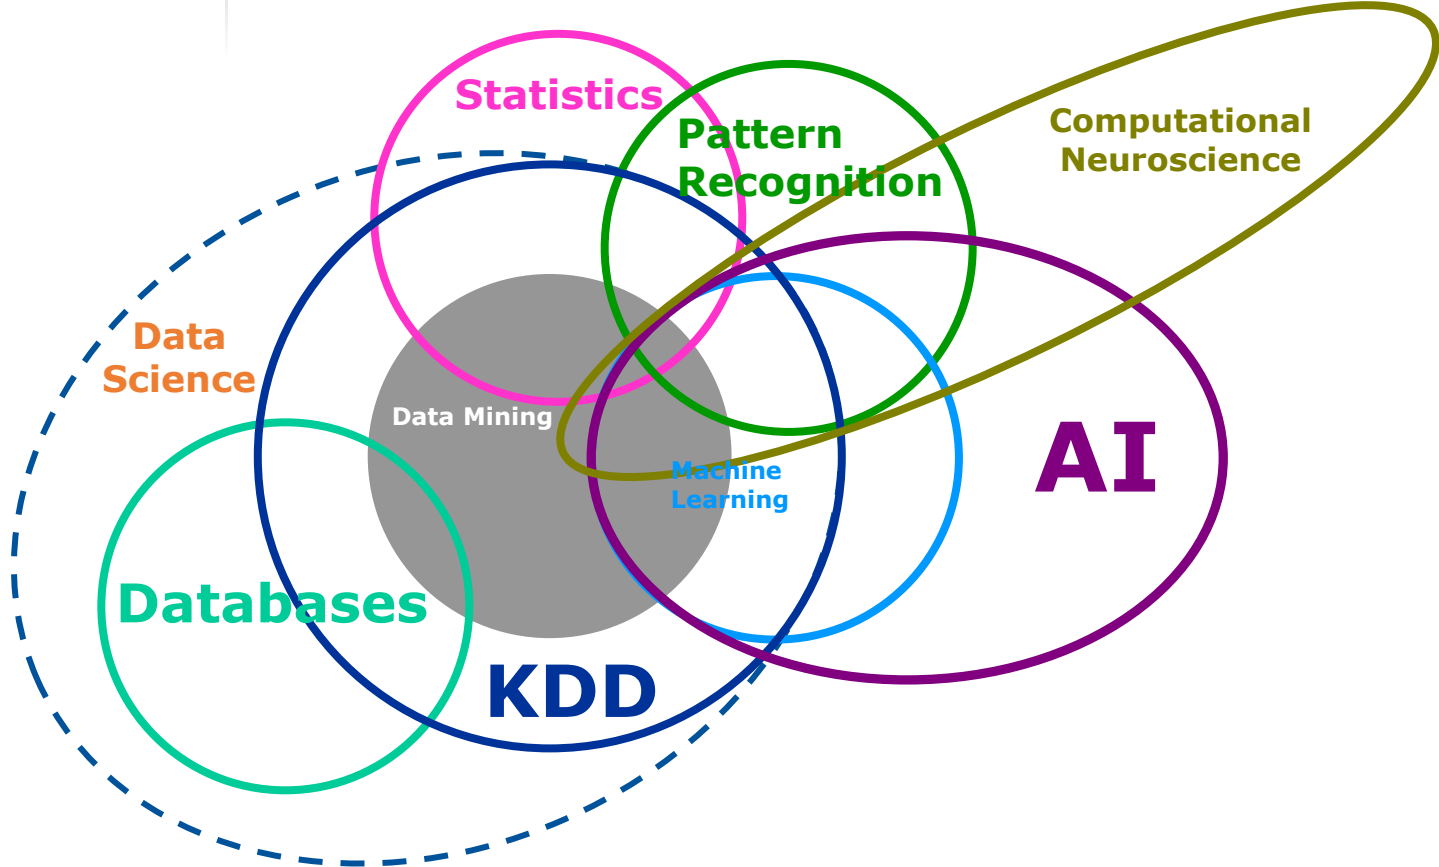 Statistics
Pattern
Recognition
Computational
Neuroscience
Data
Science
Data Mining
AI
Machine
Learning
Databases
KDD